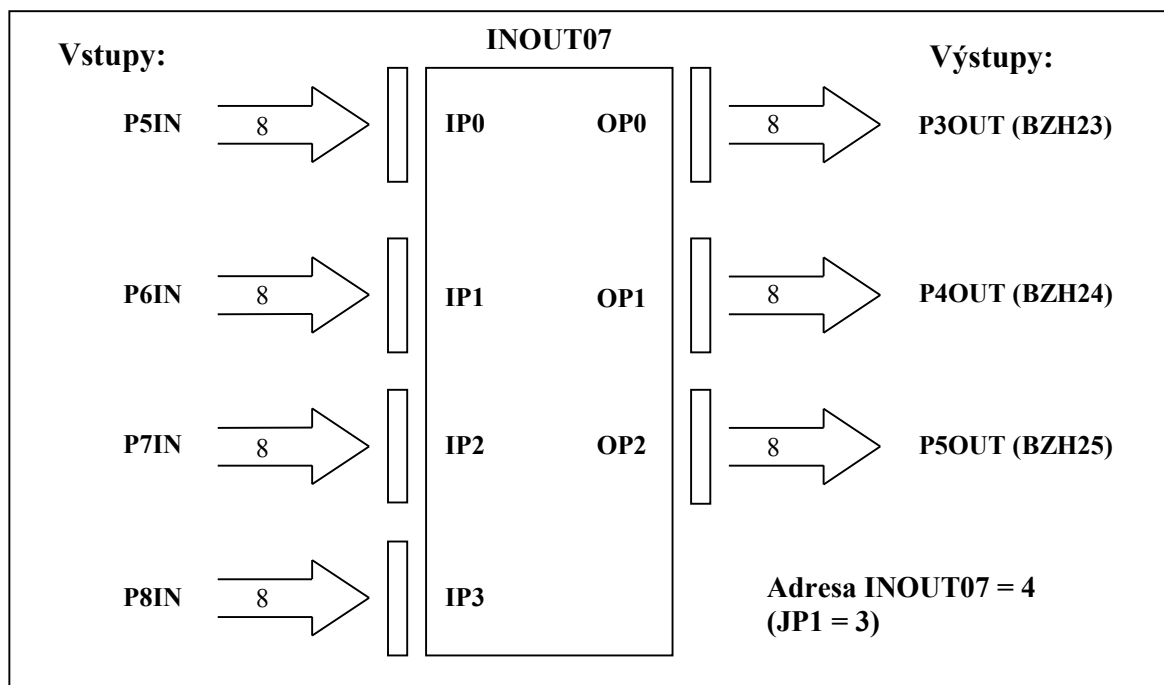 INOUT07
Vstupy:
Výstupy:
P5IN 8 IP0 OP0 8 P3OUT (BZH23)
P6IN 8 IP1 OP1 8 P4OUT (BZH24)
P7IN 8 IP2 OP2 8 P5OUT (BZH25)
P8IN 8 IP3
Adresa INOUT07 = 4
(JP1 = 3)